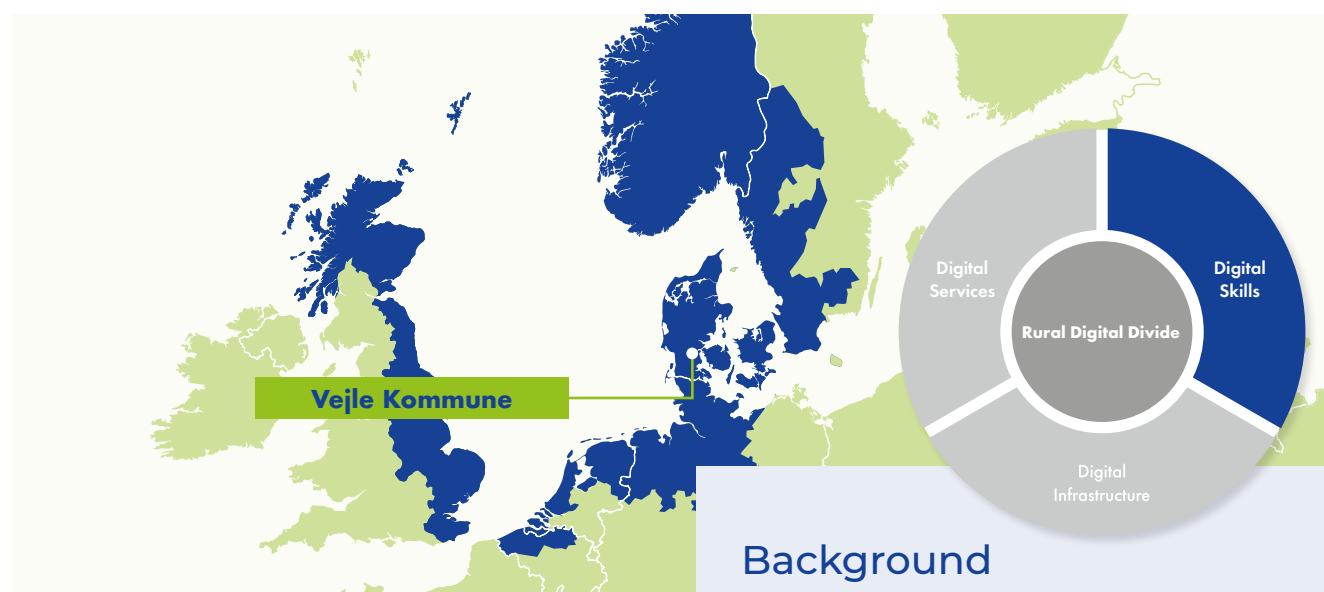 Digital
Services
Digital
Skills
Rural Digital Divide
Vejle Kommune
Digital
Infrastructure
Background